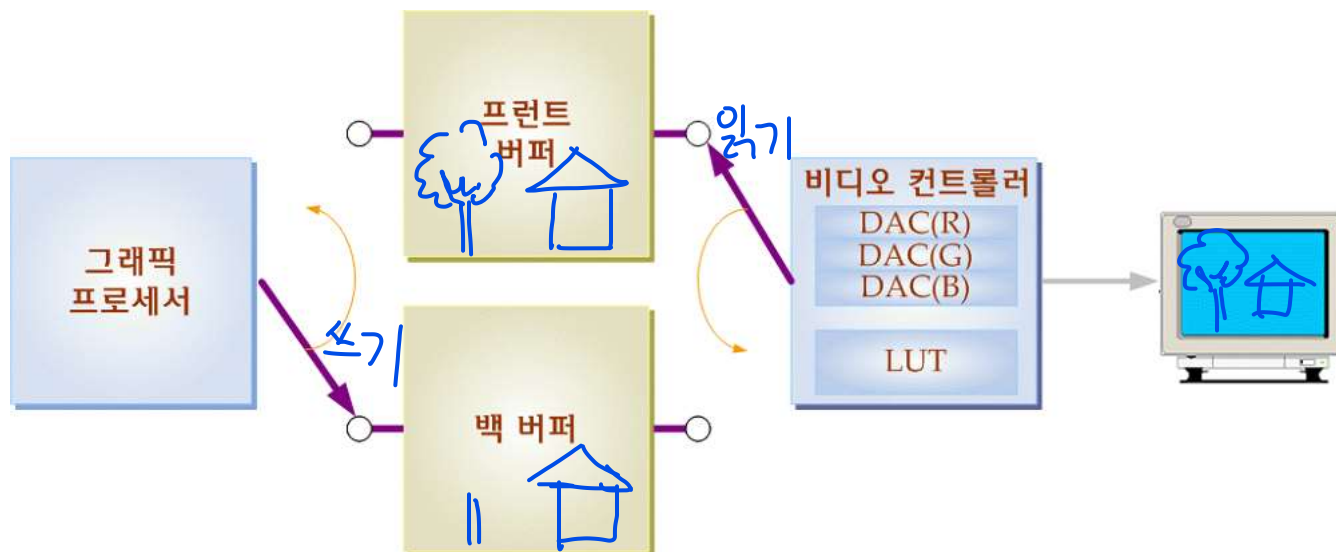 그래픽
프로세서
쓰기
프런트
버퍼
백 버퍼
읽기
비디오 컨트롤러
DAC(R)
DAC(G)
DAC(B)
LUT